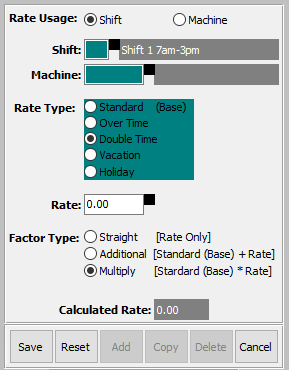 Rate Usage: Shift Machine
Shift: Shift 1 7am-3pm
Machine:
Rate Type: Standard (Base)
Over Time
Double Time
Vacation
Holiday
Rate: 0.00
Factor Type: Straight [Rate Only]
Additional [Standard (Base) + Rate]
Multiply [Stardard (Base) * Rate]
Calculated Rate: 0.00
Save Reset Add Copy Delete Cancel